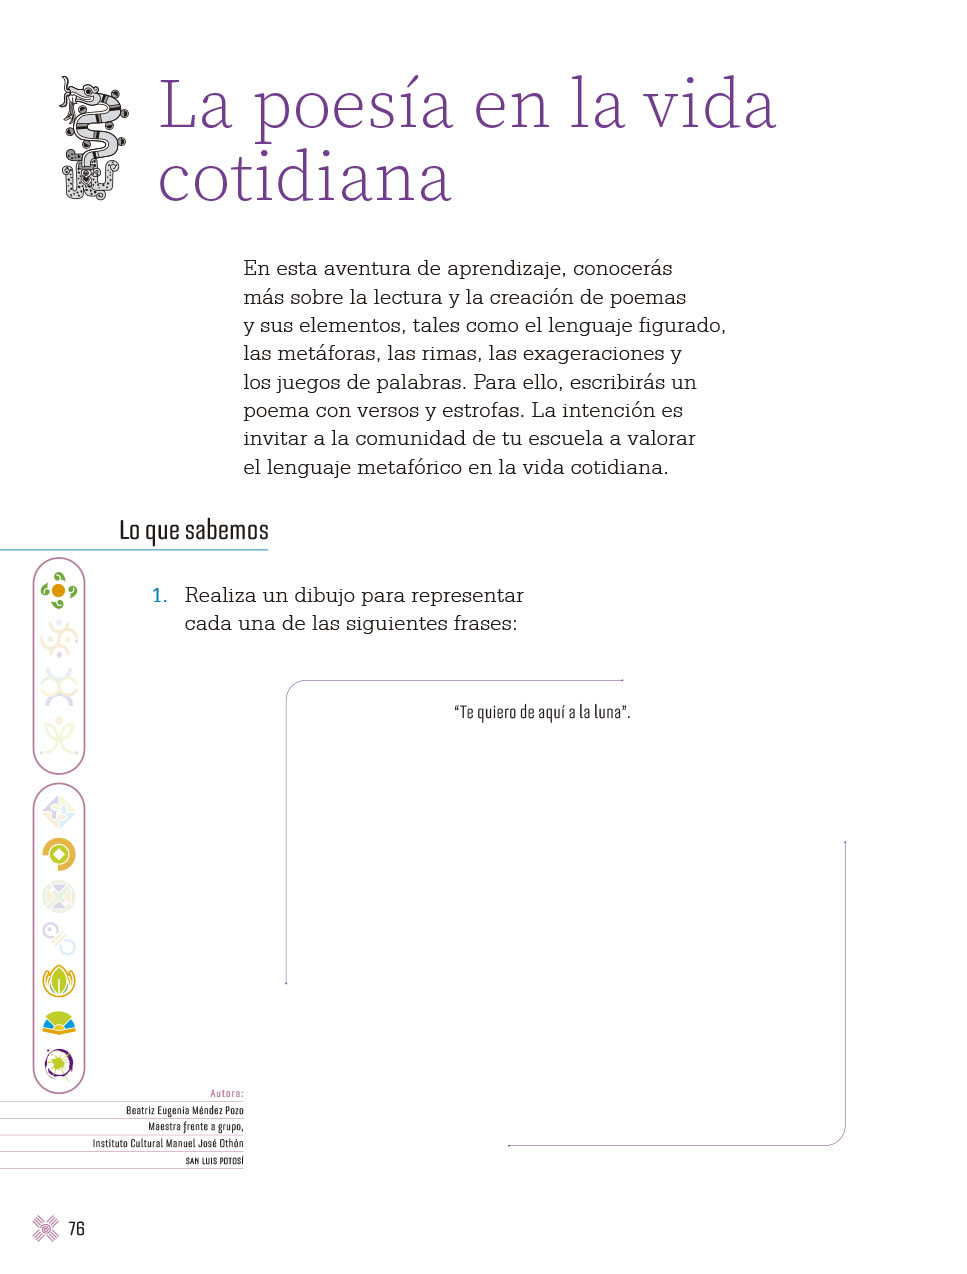 La poesía en la vida
cotidiana
En esta aventura de aprendizaje, conocerás
más sobre la lectura y la creación de poemas
y sus elementos, tales como el lenguaje figurado,
las metáforas, las rimas, las exageraciones y
los juegos de palabras. Para ello, escribirás un
poema con versos y estrofas. La intención es
invitar a la comunidad de tu escuela a valorar
el lenguaje metafórico en la vida cotidiana.
Lo que sabemos
1. Realiza un dibujo para representar
cada una de las siguientes frases:
“Te quiero de aquí a la luna”.
Autora:
Beatriz Eugenia Méndez Pozo
Maestra frente a grupo,
Instituto Cultural Manuel José Othón
SAN LUIS POTOSÍ
76